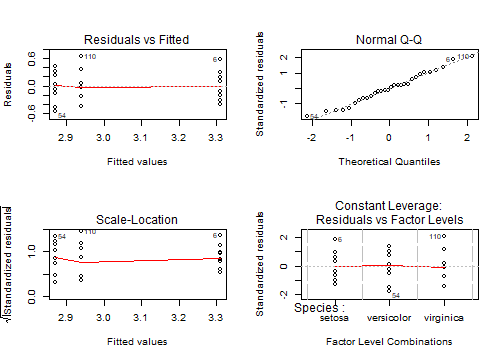 Residuals vs Fitted
Residuals
-0.6 0.0 0.6
110
6
54
2.9 3.0 3.1 3.2 3.3
Fitted values
Normal Q-Q
Standardized residuals
-1 1 2
6 110
54
-2 -1 0 1 2
Theoretical Quantiles
Scale-Location
√|Standardized residuals|
0.0 1.0
54
110
6
2.9 3.0 3.1 3.2 3.3
Fitted values
Constant Leverage:
Residuals vs Factor Levels
Standardized residuals
-2 0 2
6
110
54
Species :
setosa versicolor virginica
Factor Level Combinations